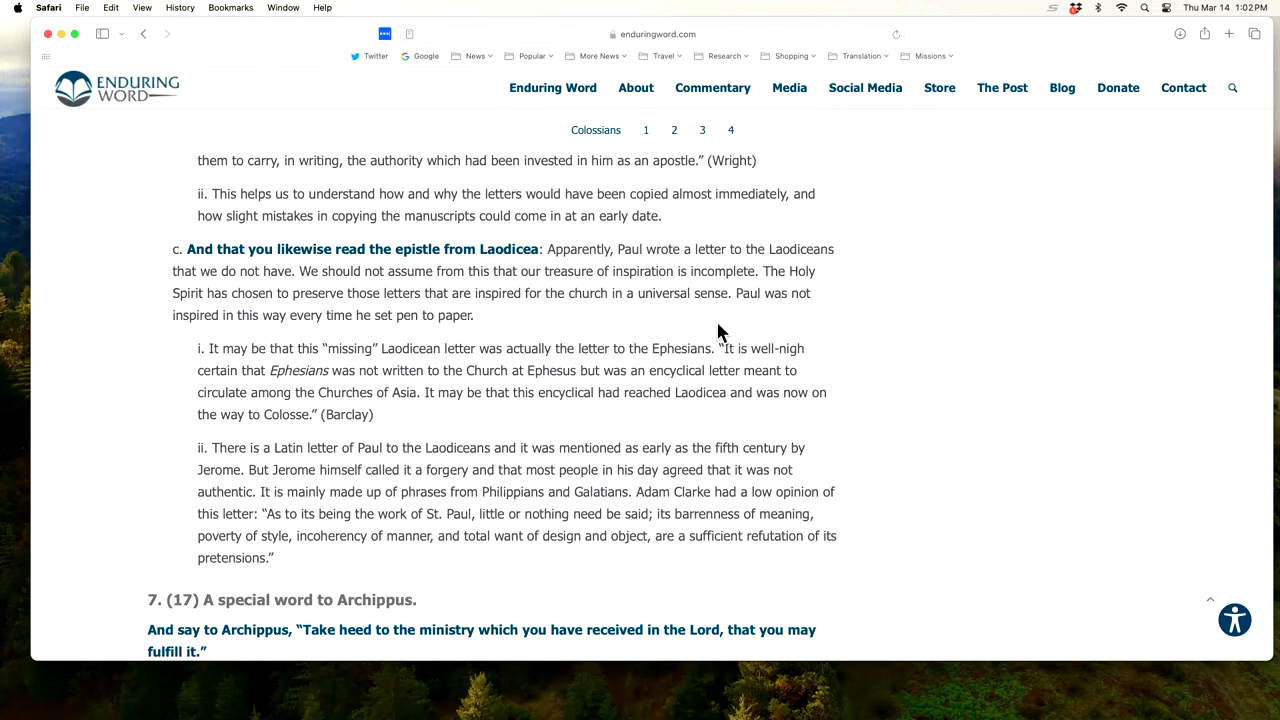 Safari File Edit View History Bookmarks Window Help Thu Mar 14 1:02 PM
enduringword.com
Twitter Google News Popular More News Travel Research Shopping Translation Missions
ENDURING WORD Enduring Word About Commentary Media Social Media Store The Post Blog Donate Contact
Colossians 1 2 3 4
them to carry, in writing, the authority which had been invested in him as an apostle.” (Wright)
ii. This helps us to understand how and why the letters would have been copied almost immediately, and
how slight mistakes in copying the manuscripts could come in at an early date.
c. And that you likewise read the epistle from Laodicea: Apparently, Paul wrote a letter to the Laodiceans
that we do not have. We should not assume from this that our treasure of inspiration is incomplete. The Holy
Spirit has chosen to preserve those letters that are inspired for the church in a universal sense. Paul was not
inspired in this way every time he set pen to paper.
i. It may be that this “missing” Laodicean letter was actually the letter to the Ephesians. “It is well-nigh
certain that Ephesians was not written to the Church at Ephesus but was an encyclical letter meant to
circulate among the Churches of Asia. It may be that this encyclical had reached Laodicea and was now on
the way to Colosse.” (Barclay)
ii. There is a Latin letter of Paul to the Laodiceans and it was mentioned as early as the fifth century by
Jerome. But Jerome himself called it a forgery and that most people in his day agreed that it was not
authentic. It is mainly made up of phrases from Philippians and Galatians. Adam Clarke had a low opinion of
this letter: “As to its being the work of St. Paul, little or nothing need be said; its barrenness of meaning,
poverty of style, incoherency of manner, and total want of design and object, are a sufficient refutation of its
pretensions.”
7. (17) A special word to Archippus.
And say to Archippus, “Take heed to the ministry which you have received in the Lord, that you may
fulfill it.”